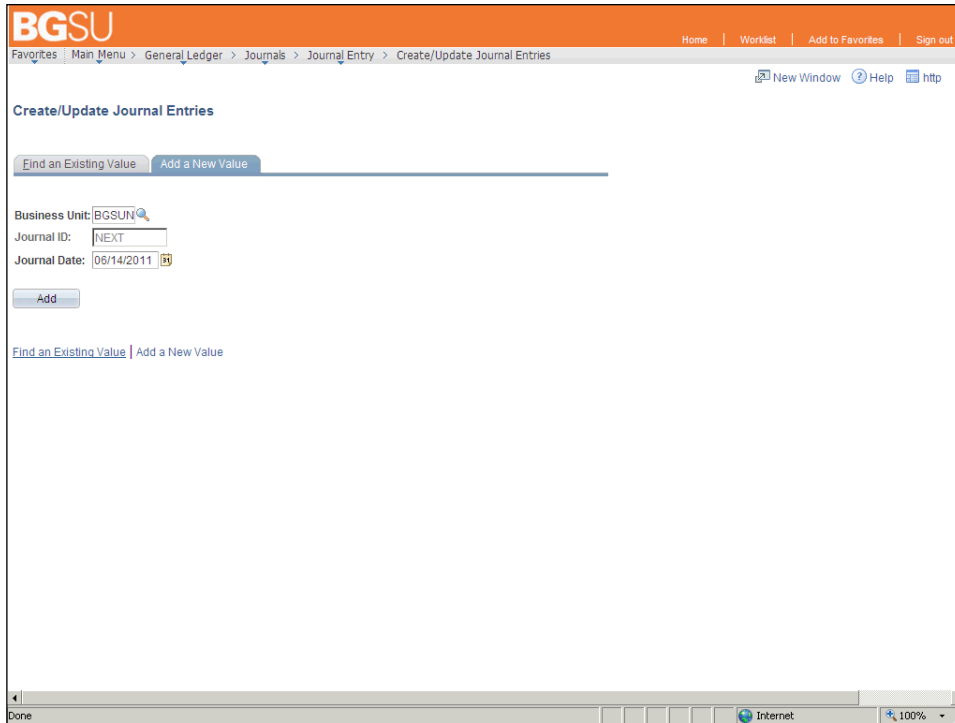 BGSU
Home | Worklist | Add to Favorites | Sign out
Favorites Main Menu > General Ledger > Journals > Journal Entry > Create/Update Journal Entries
New Window ? Help http
Create/Update Journal Entries
Find an Existing Value Add a New Value
Business Unit: BGSUN
Journal ID: NEXT
Journal Date: 06/14/2011 31
Add
Find an Existing Value | Add a New Value
Done Internet 100%